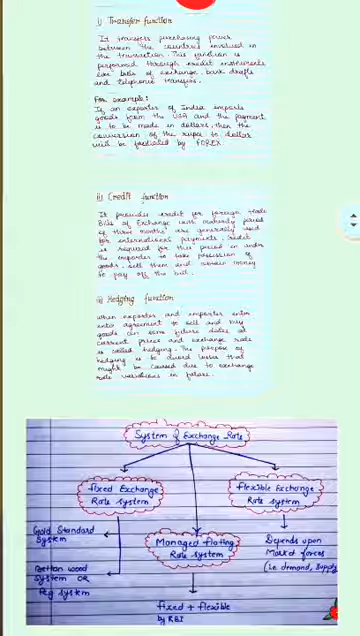 i) Transfer function
It transfers purchasing power
between the countries involved in
the transaction. This function is
performed through credit instruments
like bills of exchange, bank drafts
and telephonic transfers.
For example:
If an exporter of India imports
goods from the USA and the payment
is to be made in dollars, then the
conversion of the rupee to dollar
will be facilitated by FOREX.
ii) Credit function
It provides credit for foreign trade
Bills of Exchange with maturity period
of three months are generally used
for international payments. Credit
is required for this period in order
the importer to take possession of
goods, sell them and money
to pay off the bill.
Hedging function
When exporter and importer enter
into agreement to sell and buy
goods on some future dates at
current prices and exchange rate
is called hedging. The purpose of
hedging is to avoid losses that
might be caused due to exchange
rate variations in future.
System of Exchange Rate
fixed Exchange
Rate system
flexible Exchange
Rate system
Gold Standard
System
Managed floating
Rate system
Depends upon
Market forces
(i.e. demand, supply
wood
System OR
Peg system
fixed + flexible
by RBI